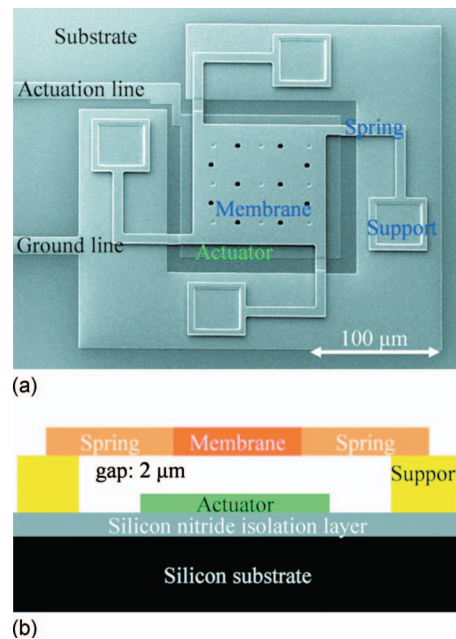 Substrate
Actuation line
Spring
Membrane
Support
Ground line
Actuator
100 μm
(a)
Spring Membrane Spring
gap: 2 μm
Support
Actuator
Silicon nitride isolation layer
Silicon substrate
(b)